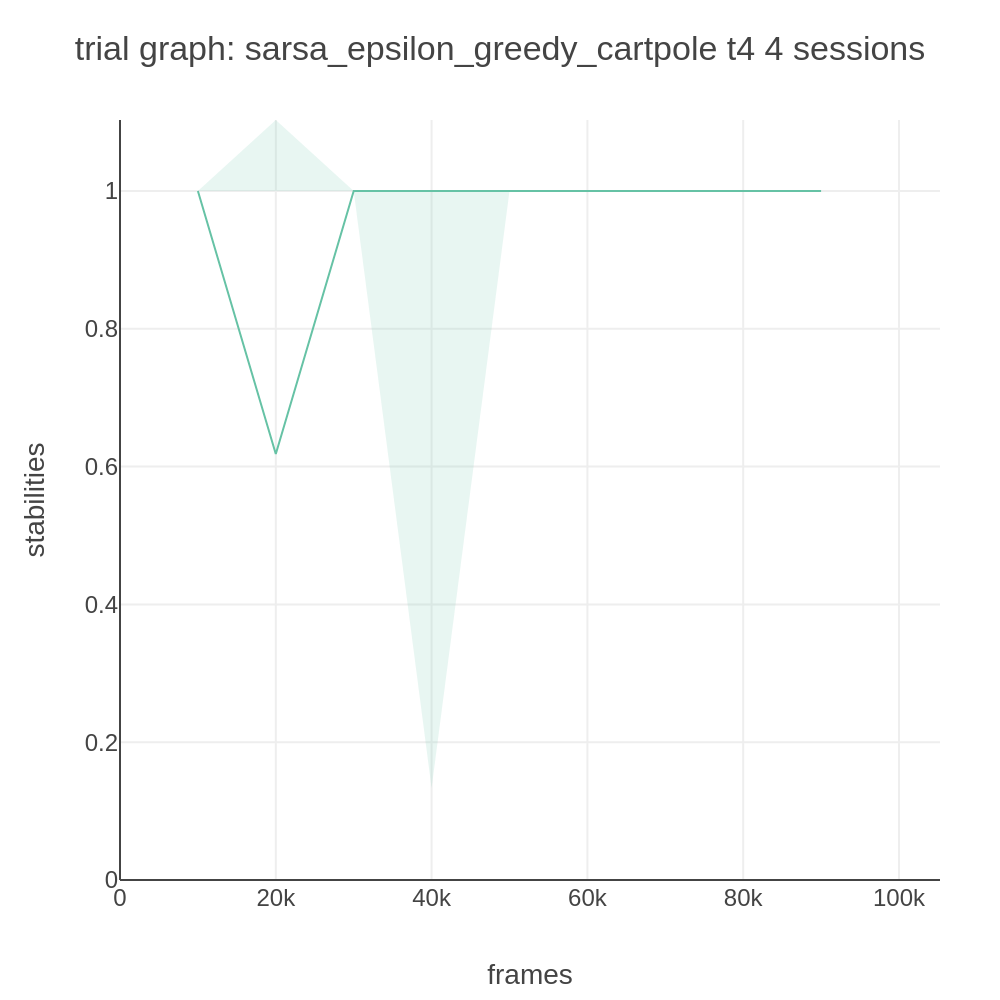 trial graph: sarsa_epsilon_greedy_cartpole t4 4 sessions
1
0.8
0.6
0.4
0.2
0
stabilities
0 20k 40k 60k 80k 100k
frames